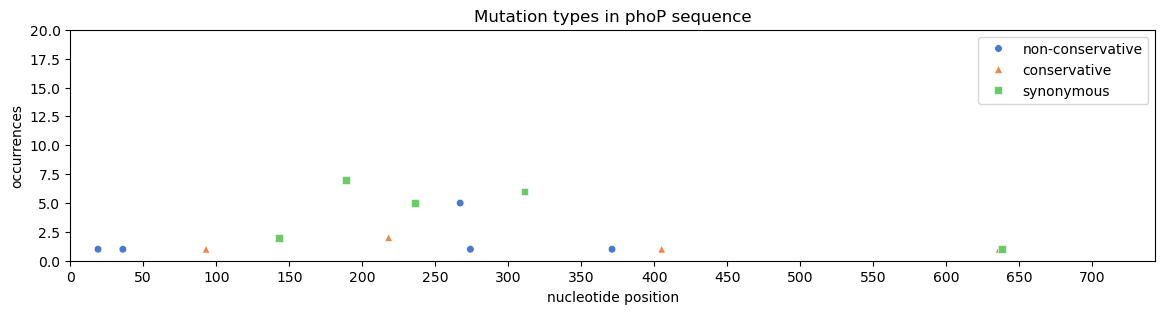 Mutation types in phoP sequence
20.0
17.5
15.0
12.5
10.0
7.5
5.0
2.5
0.0
occurrences
non-conservative
conservative
synonymous
0 50 100 150 200 250 300 350 400 450 500 550 600 650 700
nucleotide position